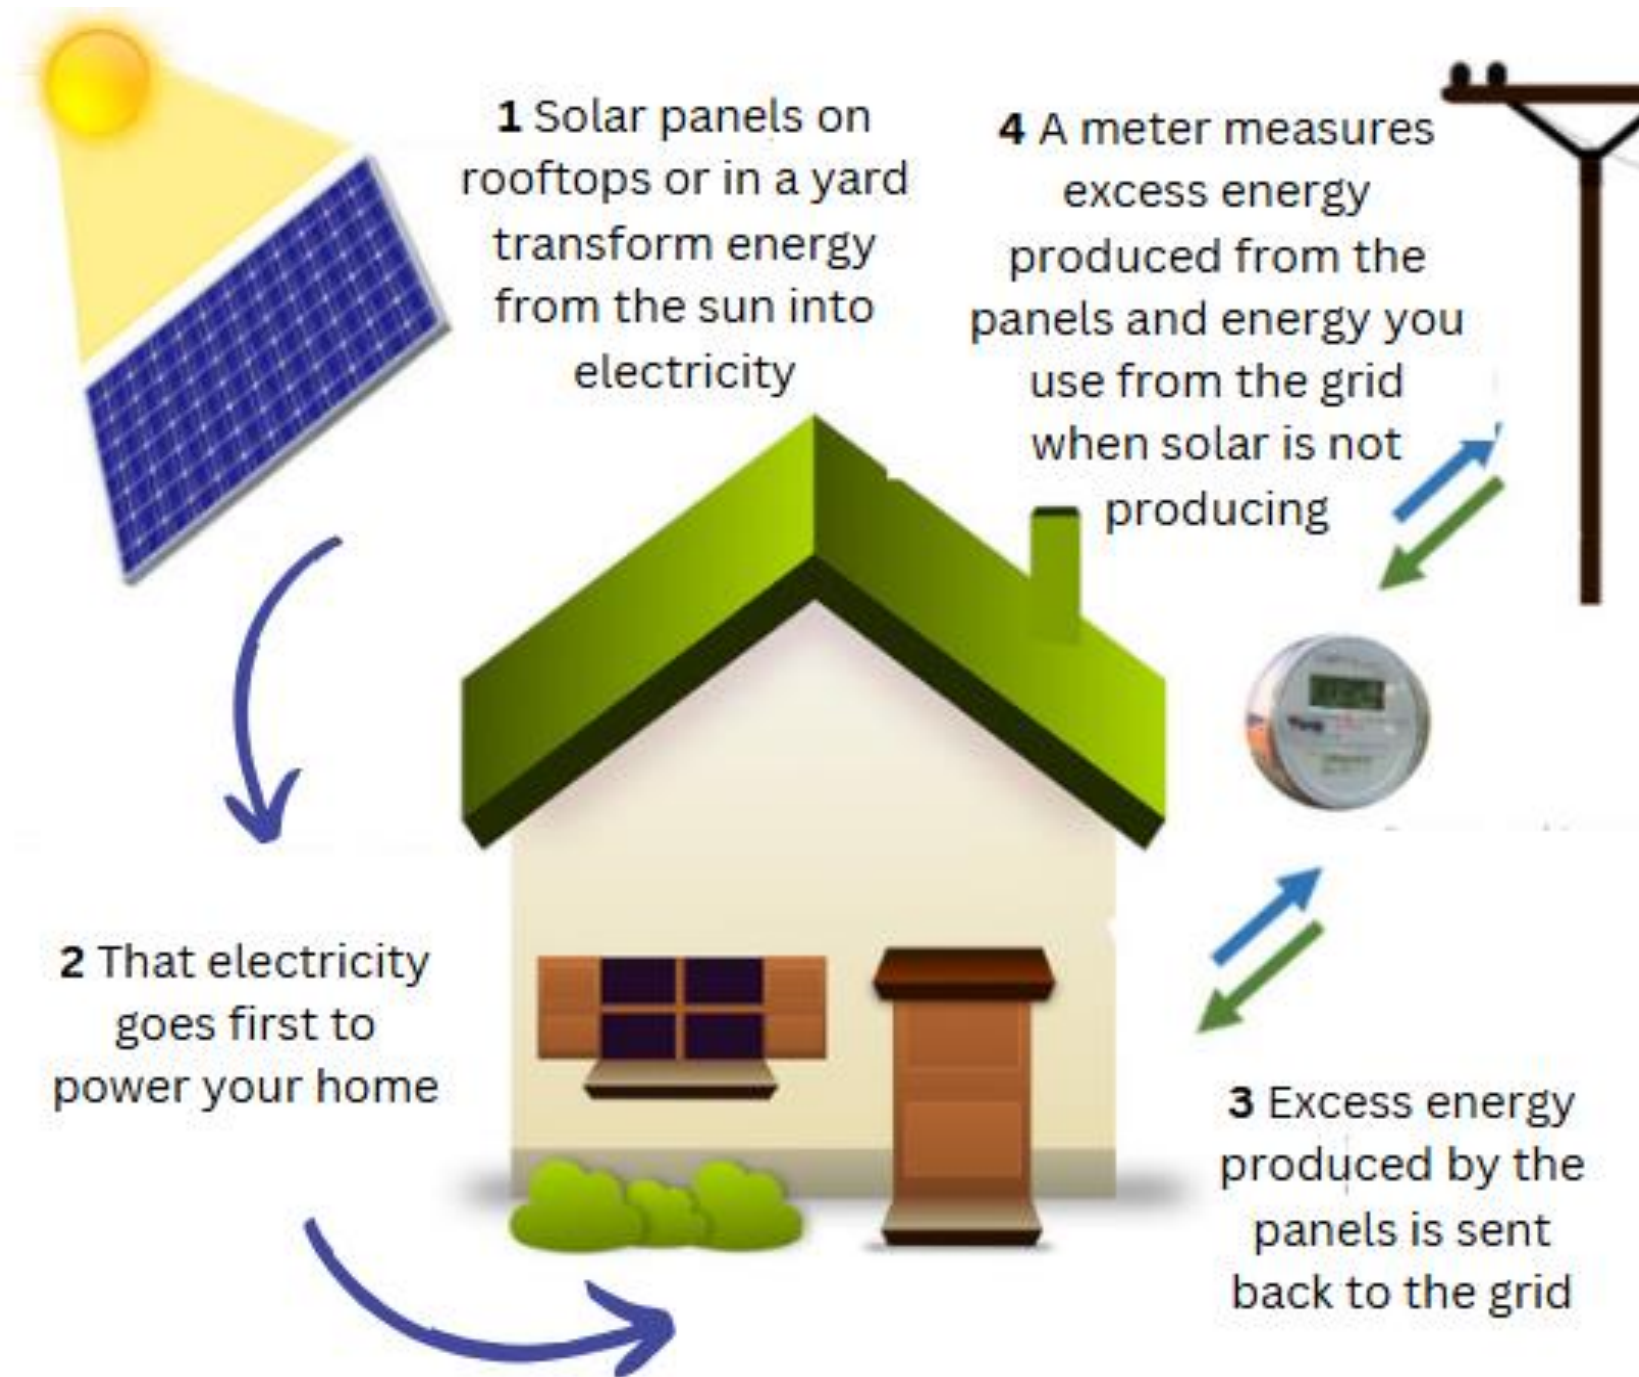 1 Solar panels on
rooftops or in a yard
transform energy
from the sun into
electricity
2 That electricity
goes first to
power your home
3 Excess energy
produced by the
panels is sent
back to the grid
4 A meter measures
excess energy
produced from the
panels and energy you
use from the grid
when solar is not
producing